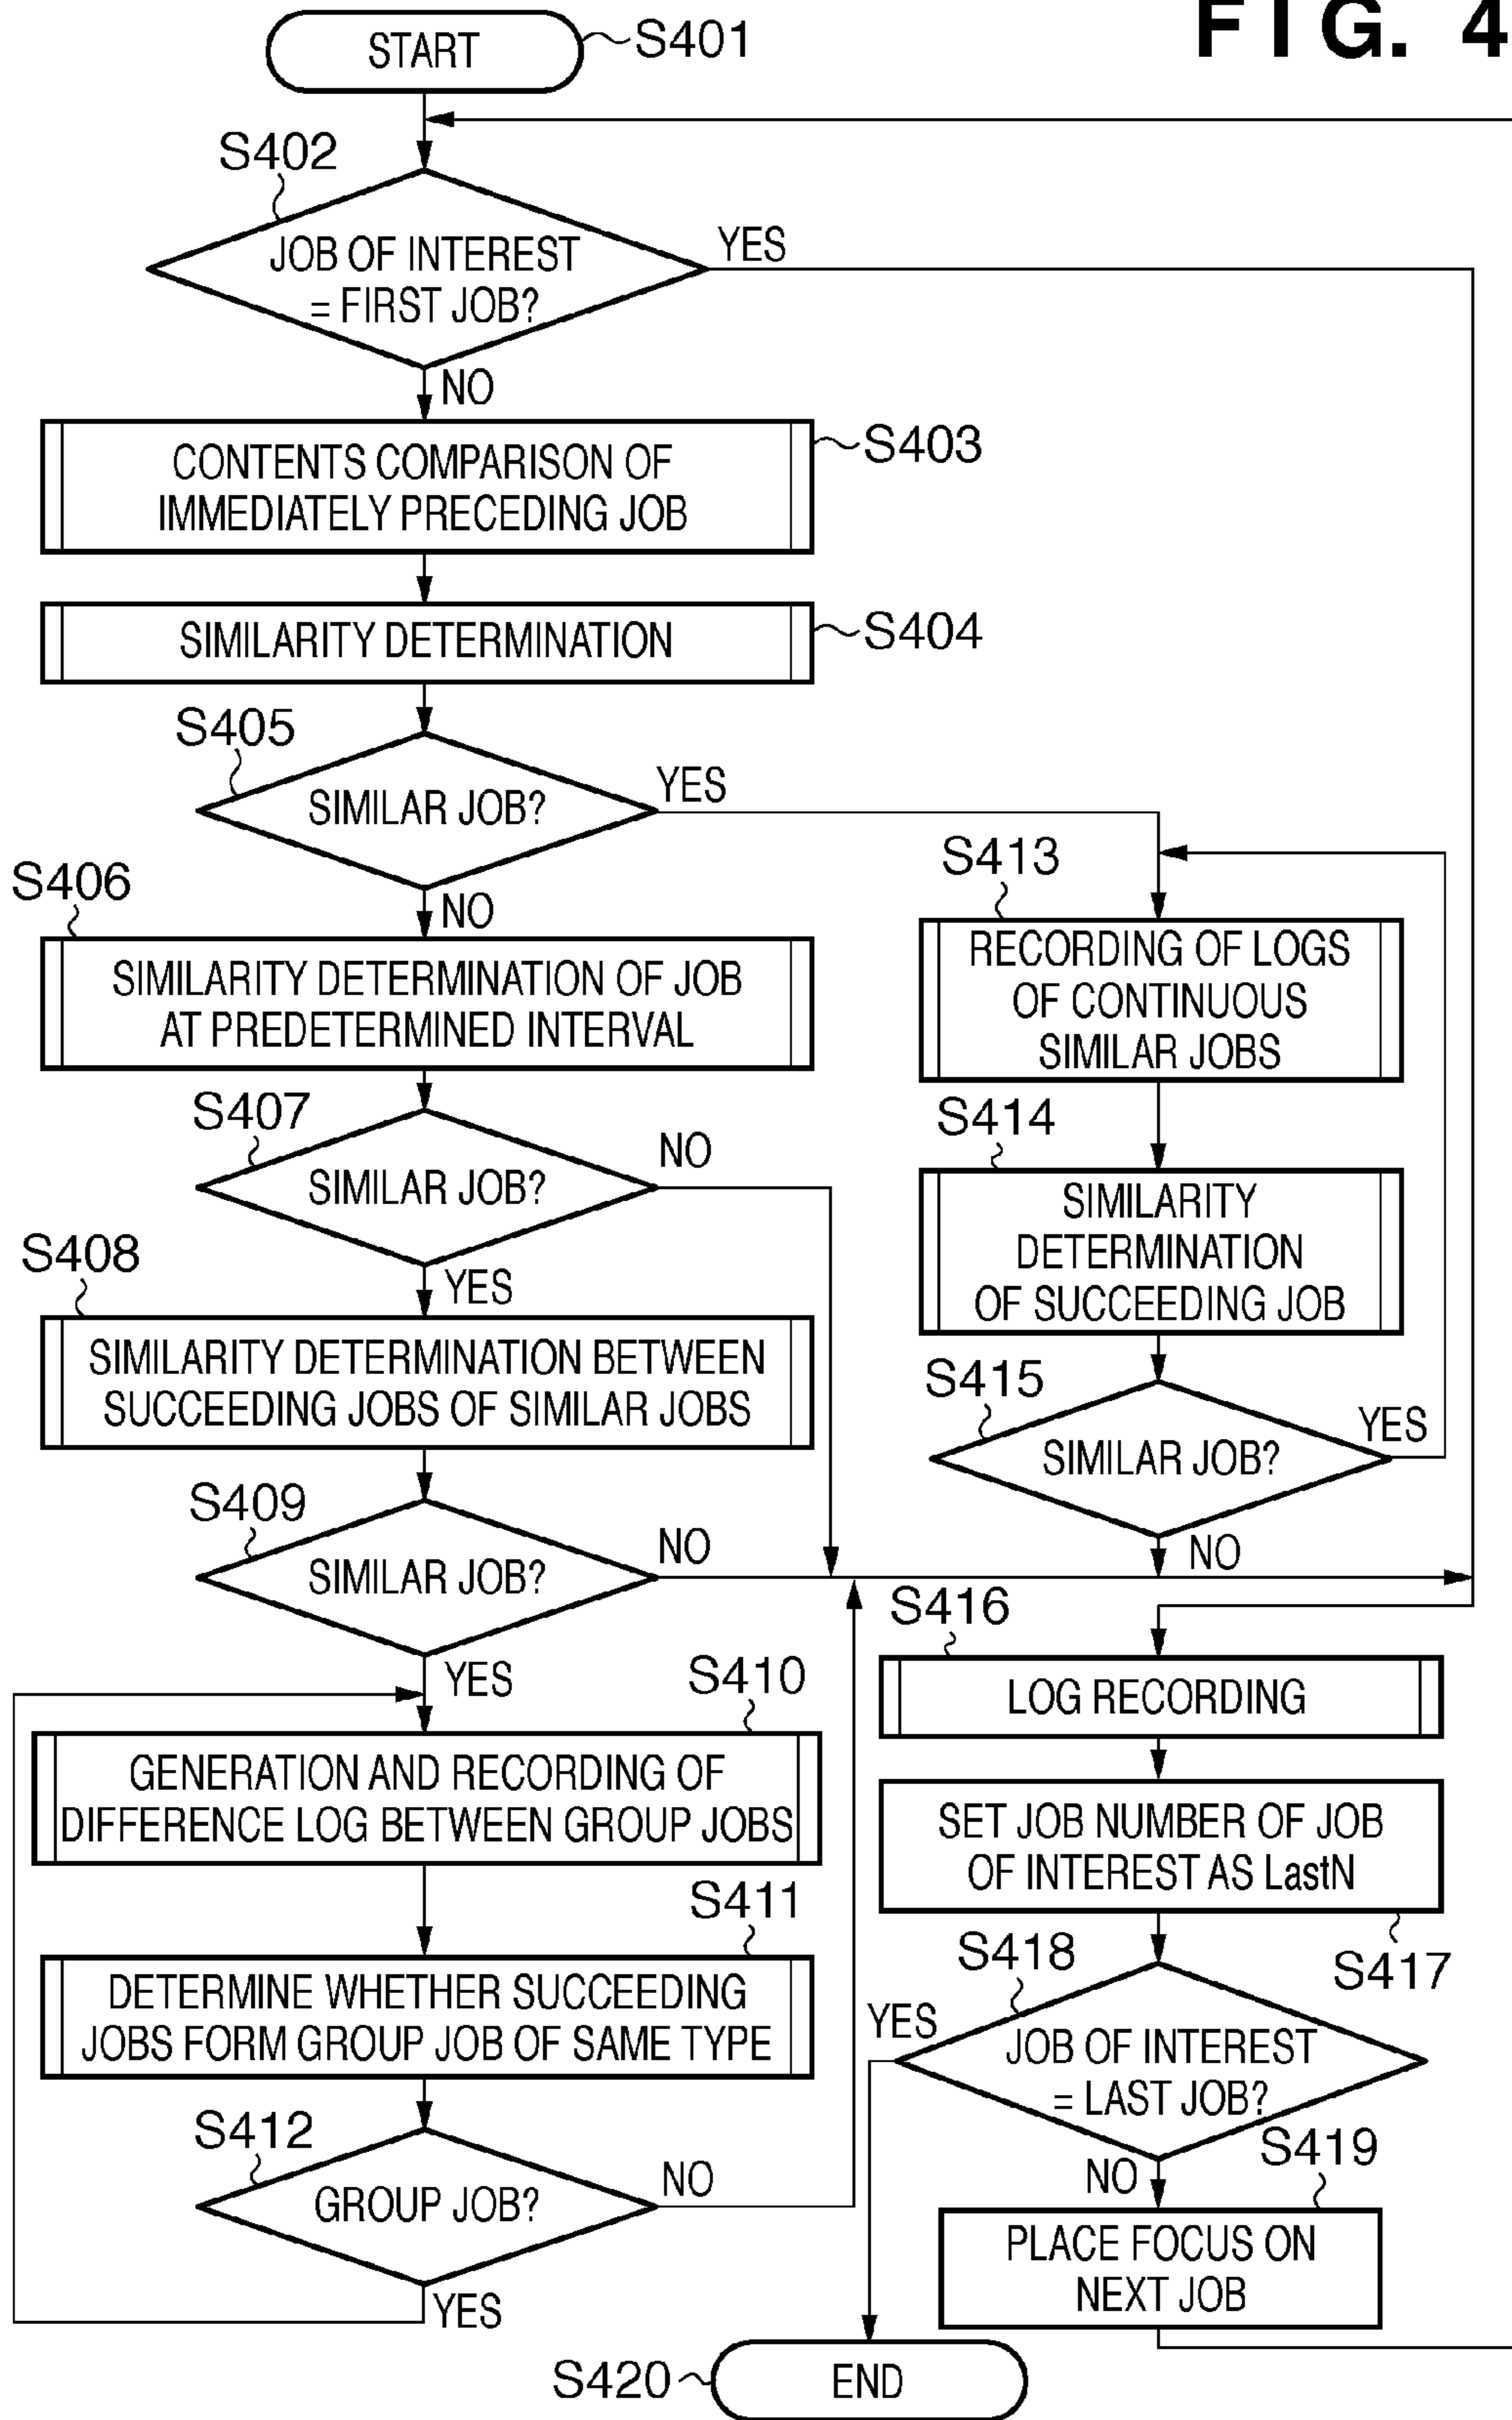 FIG. 4
START
S401
S402
JOB OF INTEREST
= FIRST JOB?
YES
NO
CONTENTS COMPARISON OF
IMMEDIATELY PRECEDING JOB
S403
SIMILARITY DETERMINATION
S404
S405
SIMILAR JOB?
YES
NO
S406
SIMILARITY DETERMINATION OF JOB
AT PREDETERMINED INTERVAL
S407
SIMILAR JOB?
NO
YES
S408
SIMILARITY DETERMINATION BETWEEN
SUCCEEDING JOBS OF SIMILAR JOBS
S409
SIMILAR JOB?
NO
YES
S410
GENERATION AND RECORDING OF
DIFFERENCE LOG BETWEEN GROUP JOBS
S411
DETERMINE WHETHER SUCCEEDING
JOBS FORM GROUP JOB OF SAME TYPE
S412
GROUP JOB?
NO
YES
S413
RECORDING OF LOGS
OF CONTINUOUS
SIMILAR JOBS
S414
SIMILARITY
DETERMINATION
OF SUCCEEDING JOB
S415
SIMILAR JOB?
YES
NO
S416
LOG RECORDING
SET JOB NUMBER OF JOB
OF INTEREST AS LastN
S417
S418
JOB OF INTEREST
= LAST JOB?
YES
NO
S419
PLACE FOCUS ON
NEXT JOB
S420
END